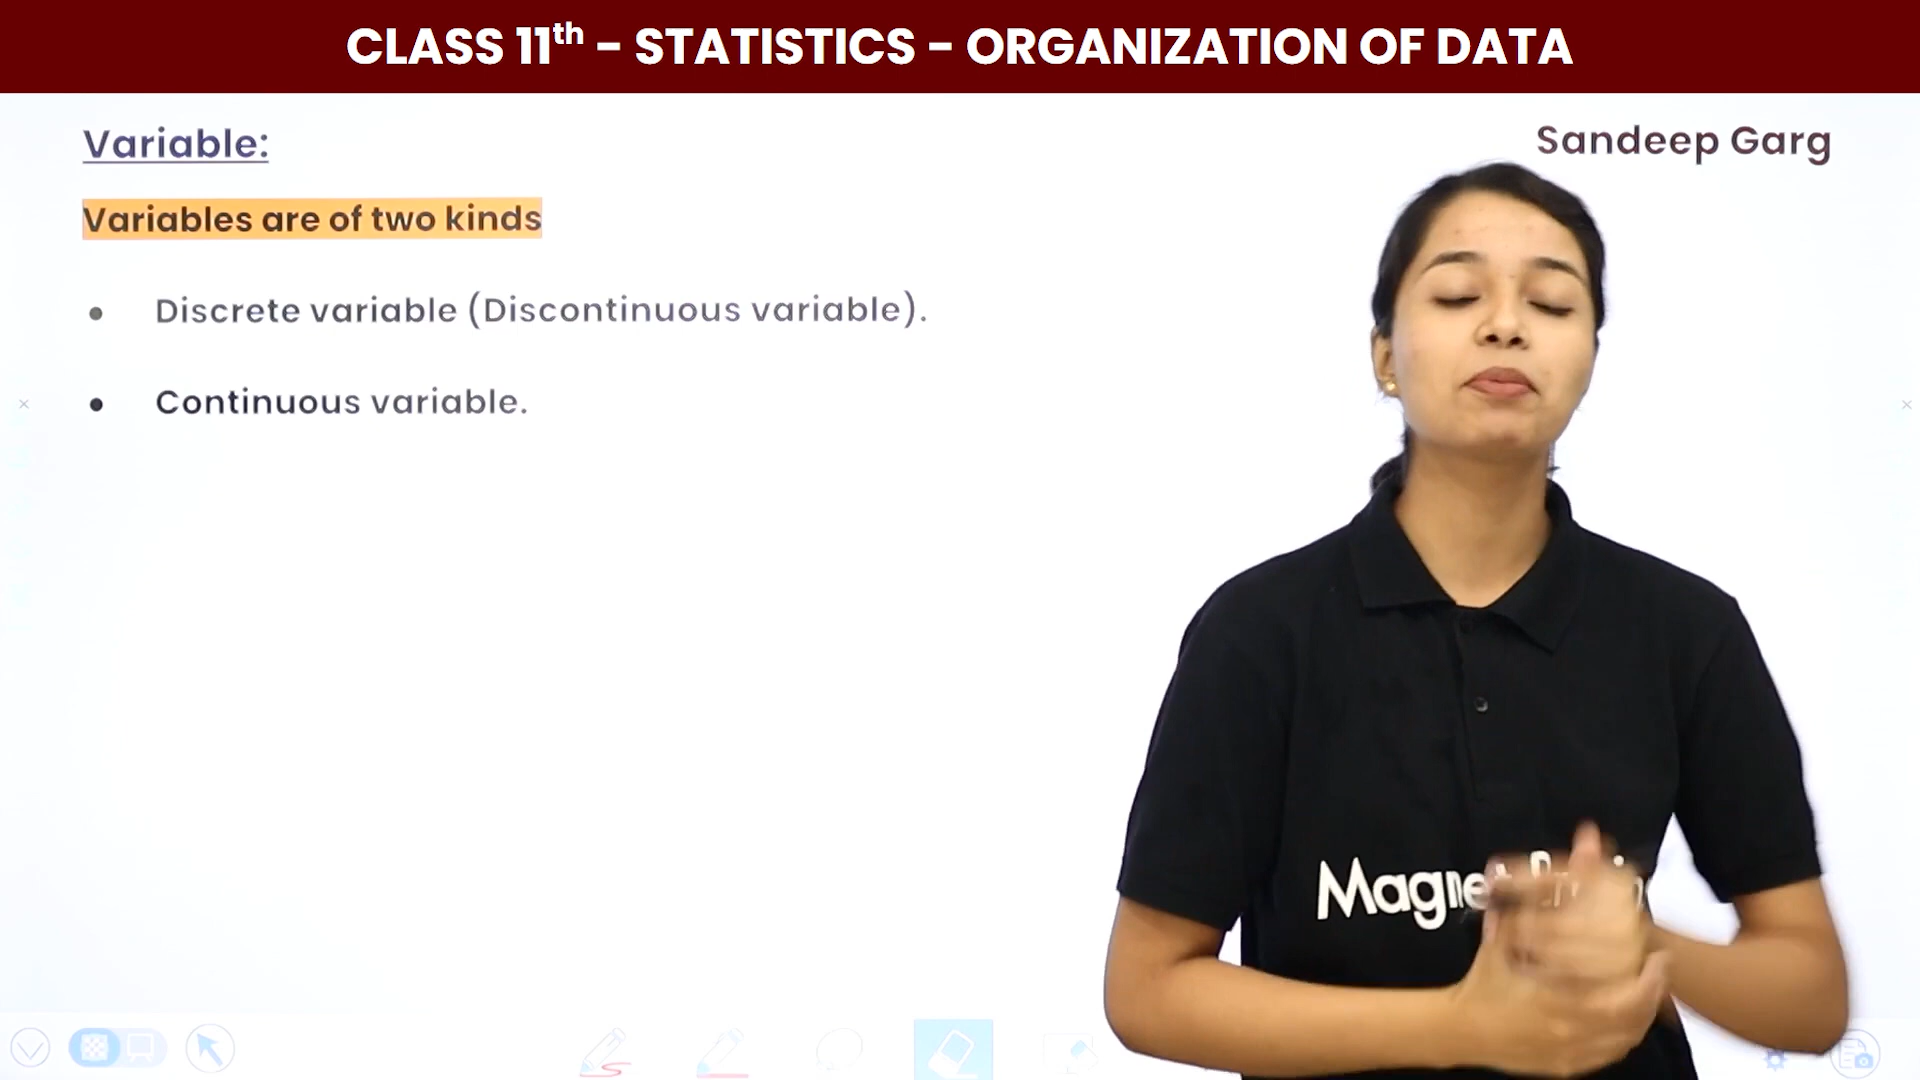 CLASS 11th - STATISTICS - ORGANIZATION OF DATA
Variable:
Sandeep Garg
Variables are of two kinds
• Discrete variable (Discontinuous variable).
• Continuous variable.